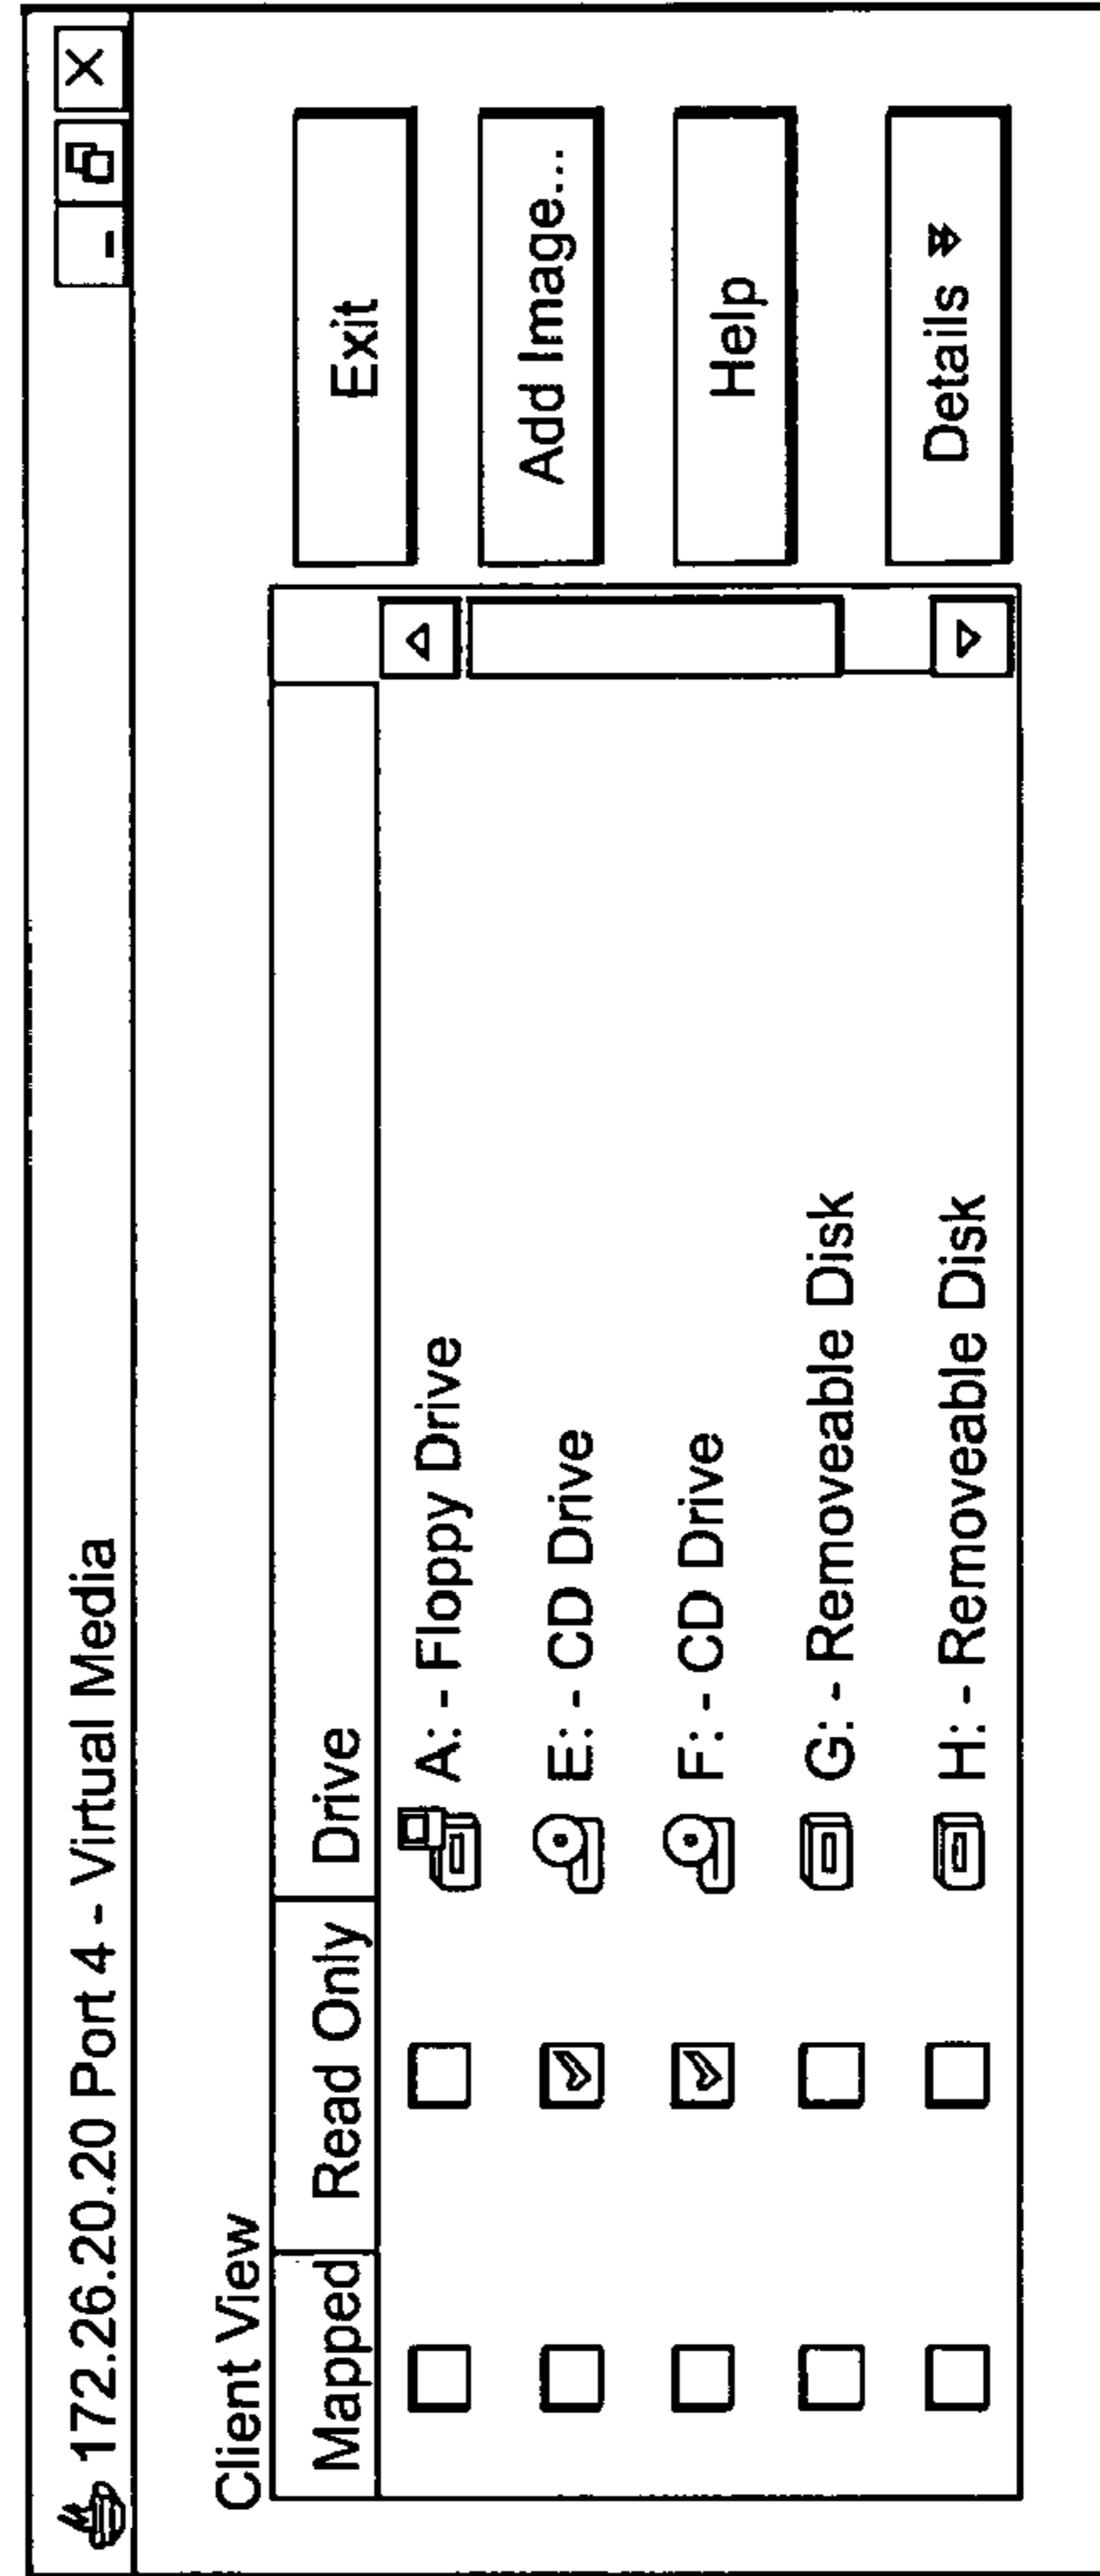 172.26.20.20 Port 4 - Virtual Media
Client View
Mapped Read Only Drive
A: - Floppy Drive
E: - CD Drive
F: - CD Drive
G: - Removeable Disk
H: - Removeable Disk
Exit
Add Image...
Help
Details